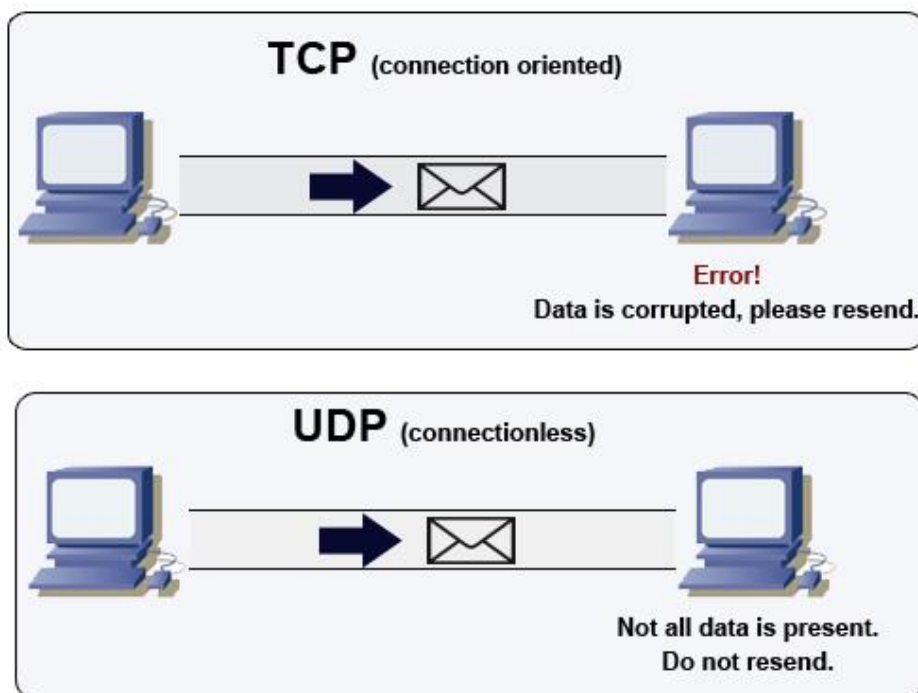 TCP (connection oriented)
Error!
Data is corrupted, please resend.
UDP (connectionless)
Not all data is present.
Do not resend.